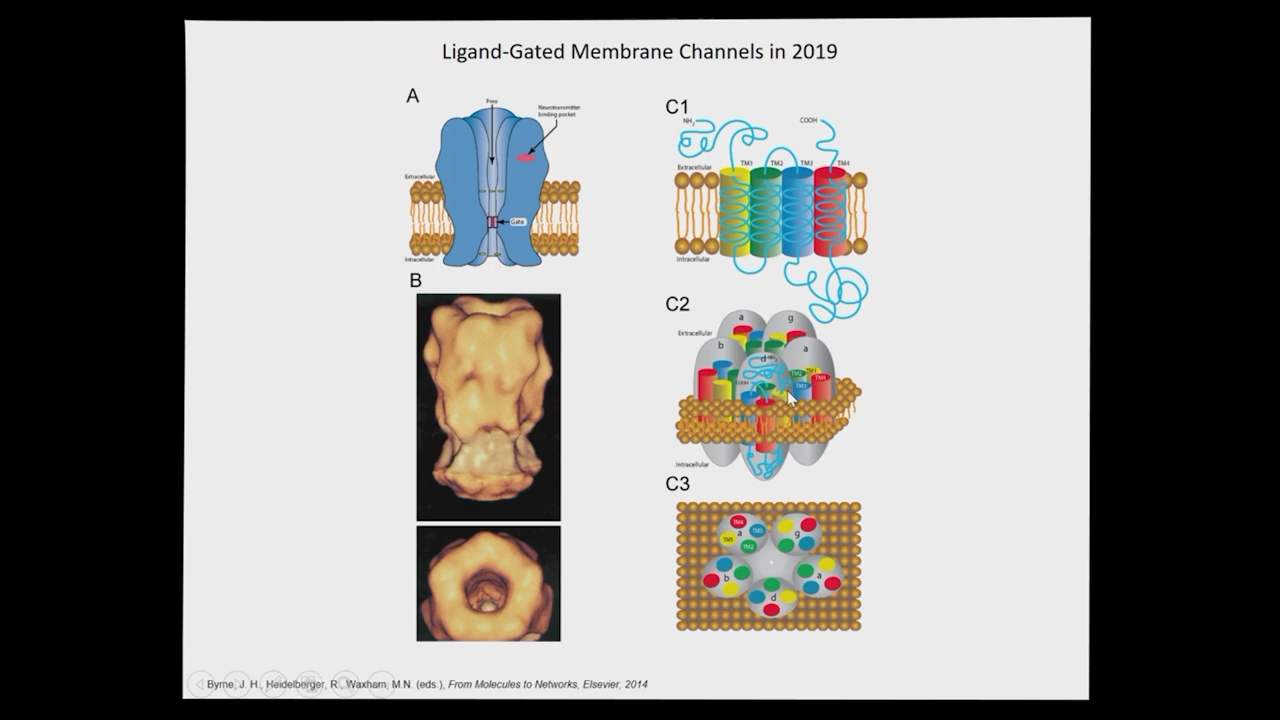 Ligand-Gated Membrane Channels in 2019
A
Pore
Neurotransmitter
binding pocket
Extracellular
Gate
Intracellular
B
C1
NH2
COOH
Extracellular
TM1
TM2
TM3
TM4
Intracellular
C2
a
g
Extracellular
b
d
a
COOH
TM2
TM3
TM4
Intracellular
C3
TM4
a
TM3
TM1
TM2
g
b
a
d
Byrne, J. H., Heidelberger, R., Waxham, M.N. (eds.), From Molecules to Networks, Elsevier, 2014